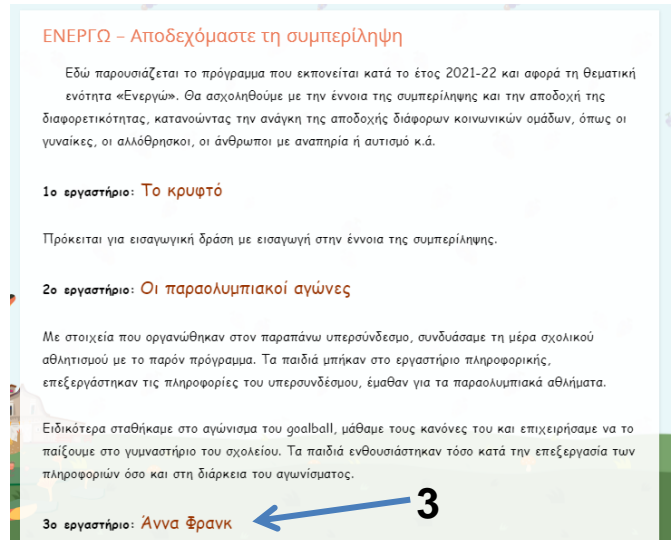 ΕΝΕΡΓΩ – Αποδεχόμαστε τη συμπερίληψη
Εδώ παρουσιάζεται το πρόγραμμα που εκπονείται κατά το έτος 2021-22 και αφορά τη θεματική
ενότητα «Ενεργώ». Θα ασχοληθούμε με την έννοια της συμπερίληψης και την αποδοχή της
διαφορετικότητας, κατανοώντας την ανάγκη της αποδοχής διάφορων κοινωνικών ομάδων, όπως οι
γυναίκες, οι αλλόθρησκοι, οι άνθρωποι με αναπηρία ή αυτισμό κ.ά.
1ο εργαστήριο: Το κρυφτό
Πρόκειται για εισαγωγική δράση με εισαγωγή στην έννοια της συμπερίληψης.
2ο εργαστήριο: Οι παραολυμπιακοί αγώνες
Με στοιχεία που οργανώθηκαν στον παραπάνω υπερσύνδεσμο, συνδυάσαμε τη μέρα σχολικού
αθλητισμού με το παρόν πρόγραμμα. Τα παιδιά μπήκαν στο εργαστήριο πληροφορικής,
επεξεργάστηκαν τις πληροφορίες του υπερσυνδέσμου, έμαθαν για τα παραολυμπιακά αθλήματα.
Ειδικότερα σταθήκαμε στο αγώνισμα του goalball, μάθαμε τους κανόνες του και επιχειρήσαμε να το
παίξουμε στο γυμναστήριο του σχολείου. Τα παιδιά ενθουσιάστηκαν τόσο κατά την επεξεργασία των
πληροφοριών όσο και στη διάρκεια του αγωνίσματος.
3ο εργαστήριο: Άννα Φρανκ
3